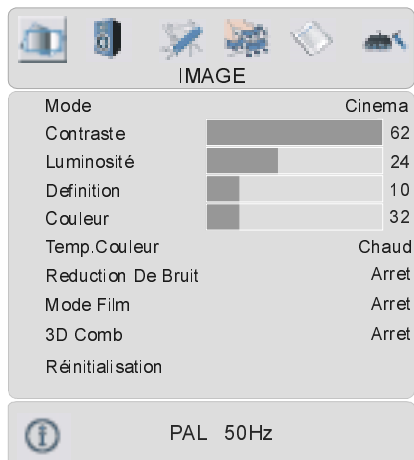 IMAGE
Mode Cinema
Contraste 62
Luminosité 24
Definition 10
Couleur 32
Temp.Couleur Chaud
Reduction De Bruit Arret
Mode Film Arret
3D Comb Arret
Réinitialisation
PAL 50Hz